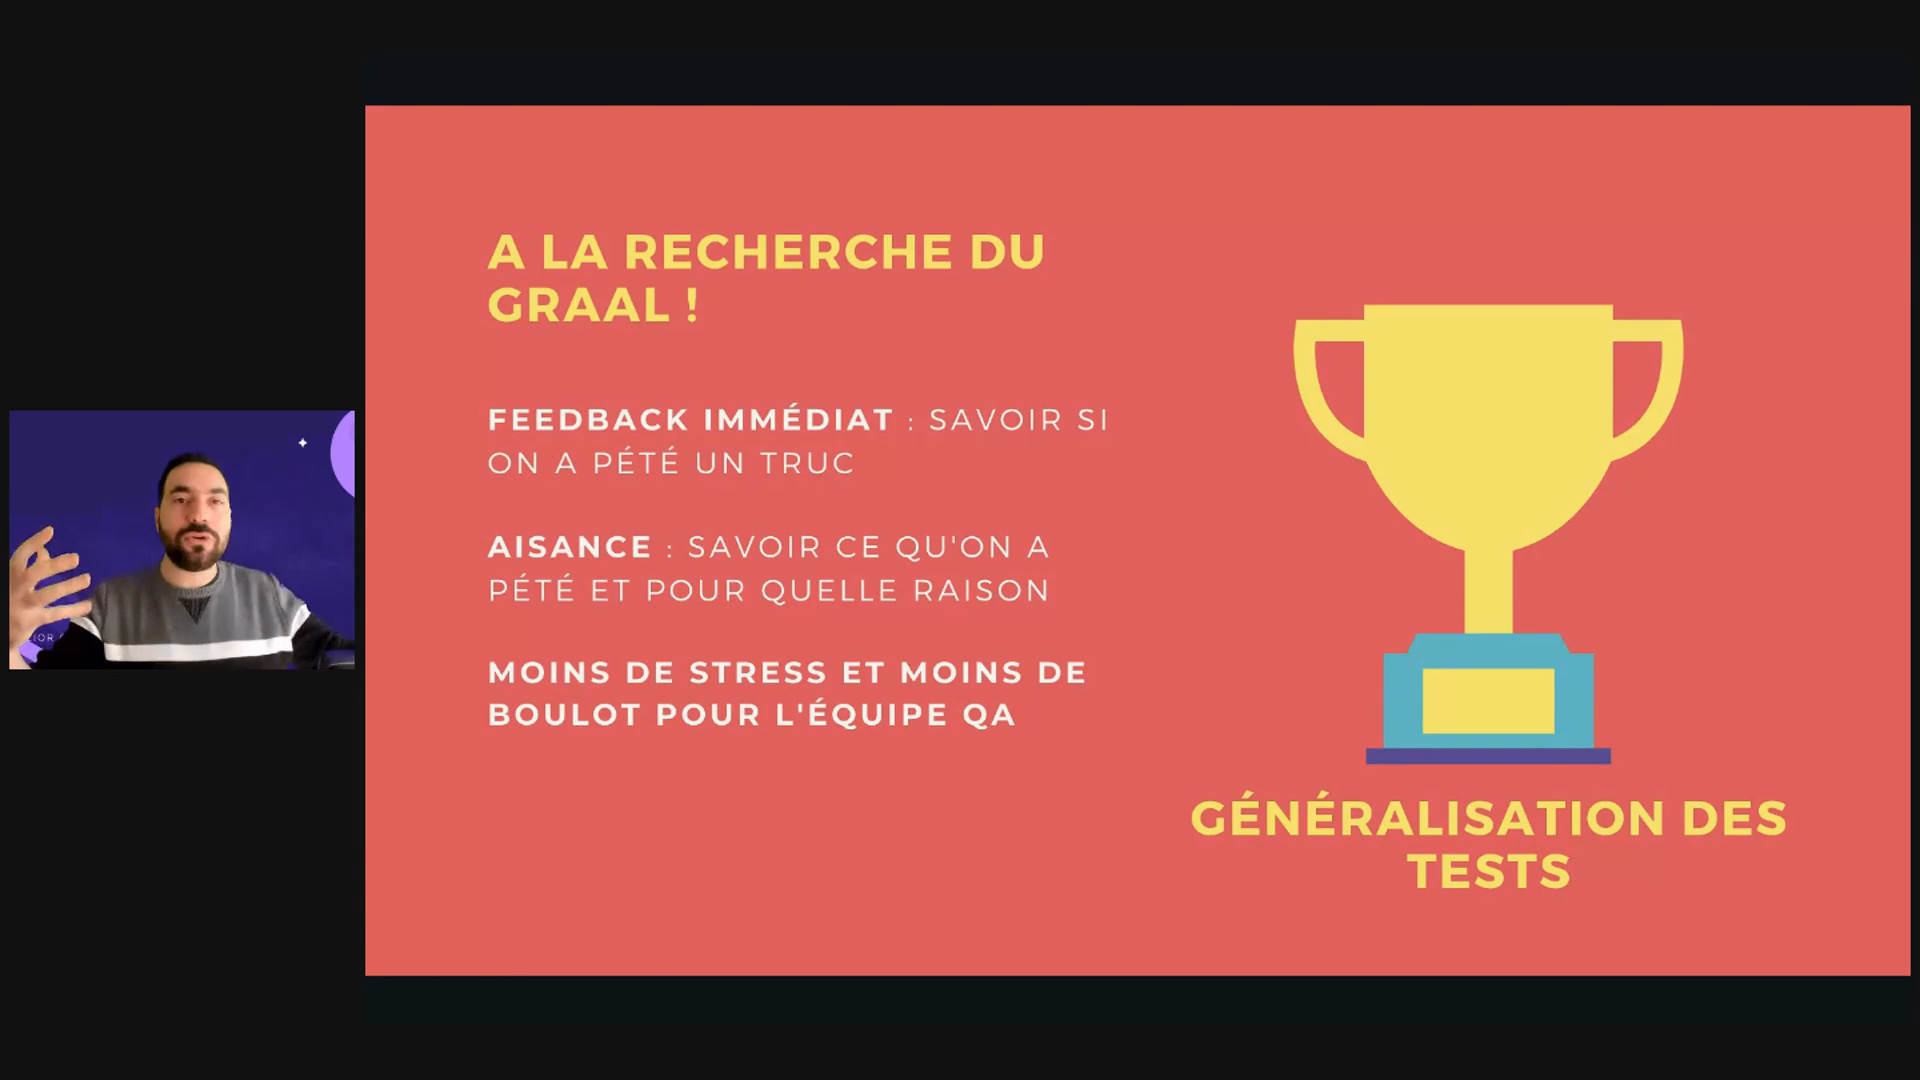 A LA RECHERCHE DU
GRAAL !
FEEDBACK IMMÉDIAT : SAVOIR SI
ON A PÉTÉ UN TRUC
AISANCE : SAVOIR CE QU'ON A
PÉTÉ ET POUR QUELLE RAISON
MOINS DE STRESS ET MOINS DE
BOULOT POUR L'ÉQUIPE QA
GÉNÉRALISATION DES
TESTS